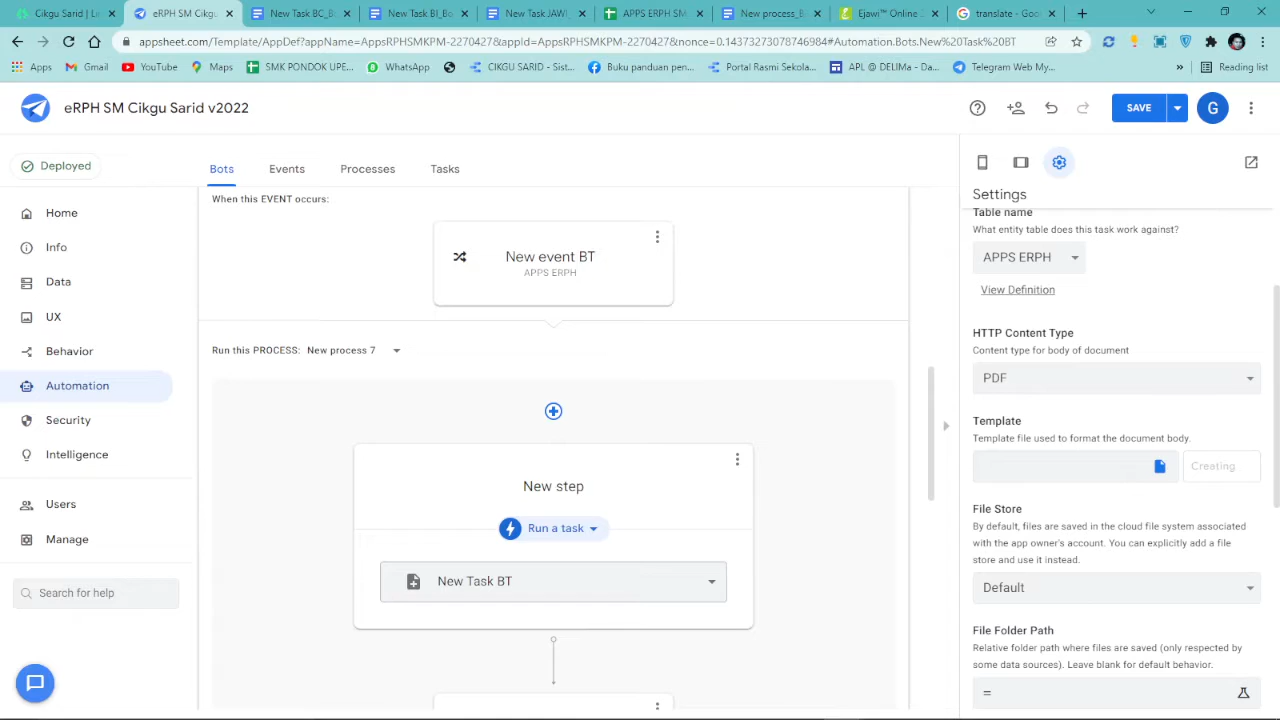 Cikgu Sarid | L
eRPH SM Cikgu
New Task BC_B
New Task BI_Bo
New Task JAWI_
APPS ERPH SM
New process_B
Ejawi™ Online
translate - Goo
appsheet.com/Template/AppDef?appName=AppsRPHSMKPM-2270427&appId=AppsRPHSMKPM-2270427&nonce=0.14373273078746984#Automation.Bots.New%20Task%20BT
Apps
Gmail
YouTube
Maps
SMK PONDOK UPE...
WhatsApp
CIKGU SARID - Sist...
Buku panduan pen...
Portal Rasmi Sekola...
APL @ DELIMa - Da...
Telegram Web My...
»
Reading list
eRPH SM Cikgu Sarid v2022
SAVE
G
Deployed
Bots
Events
Processes
Tasks
Home
Info
Data
UX
Behavior
Automation
Security
Intelligence
Users
Manage
Search for help
When this EVENT occurs:
New event BT
APPS ERPH
Run this PROCESS: New process 7
New step
Run a task
New Task BT
Settings
Table name
What entity table does this task work against?
APPS ERPH
View Definition
HTTP Content Type
Content type for body of document
PDF
Template
Template file used to format the document body.
Creating
File Store
By default, files are saved in the cloud file system associated
with the app owner's account. You can explicitly add a file
store and use it instead.
Default
File Folder Path
Relative folder path where files are saved (only respected by
some data sources). Leave blank for default behavior.
=